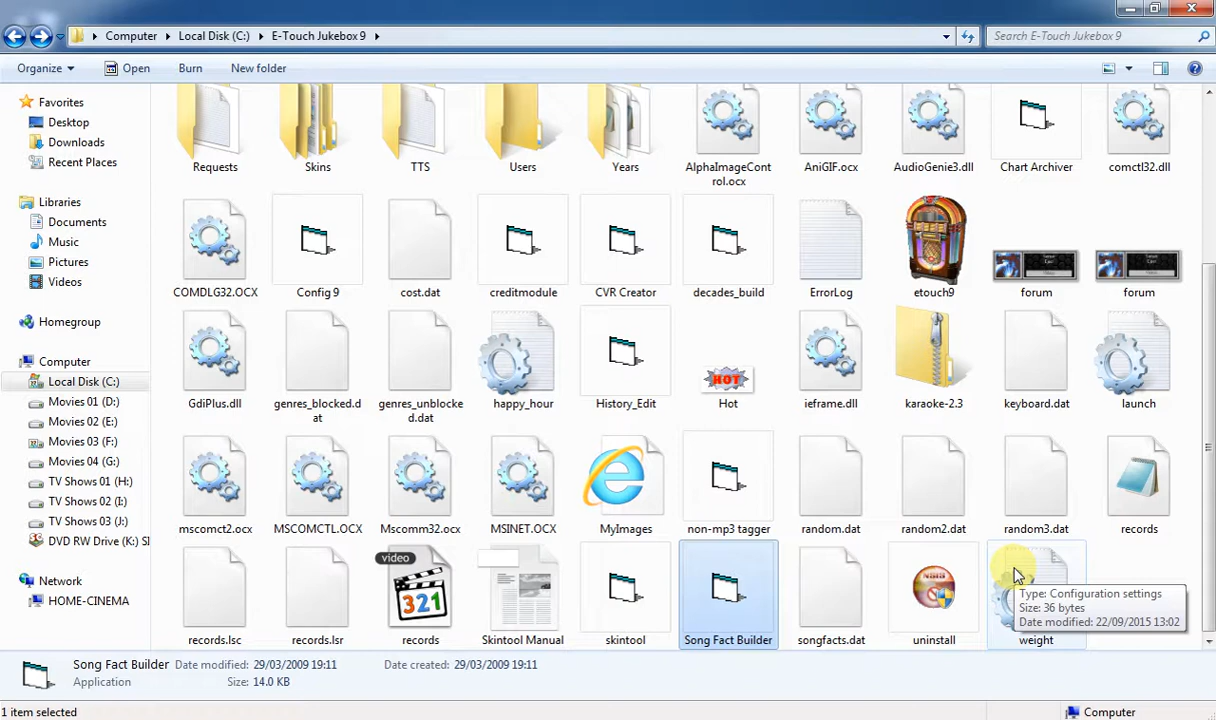 Computer
Local Disk (C:)
E-Touch Jukebox 9
Search E-Touch Jukebox 9
Organize
Open
Burn
New folder
Favorites
Desktop
Downloads
Recent Places
Libraries
Documents
Music
Pictures
Videos
Homegroup
Computer
Local Disk (C:)
Movies 01 (D:)
Movies 02 (E:)
Movies 03 (F:)
Movies 04 (G:)
TV Shows 01 (H:)
TV Shows 02 (I:)
TV Shows 03 (J:)
DVD RW Drive (K:) SI
Network
HOME-CINEMA
Requests
Skins
TTS
Users
Years
AlphaImageCont
rol.ocx
AniGIF.ocx
AudioGenie3.dll
Chart Archiver
comctl32.dll
COMDLG32.OCX
Config 9
cost.dat
creditmodule
CVR Creator
decades_build
ErrorLog
etouch9
forum
forum
GdiPlus.dll
genres_blocked.d
at
genres_unblocke
d.dat
happy_hour
History_Edit
HOT
Hot
ieframe.dll
karaoke-2.3
keyboard.dat
launch
mscomct2.ocx
MSCOMCTL.OCX
Mscomm32.ocx
MSINET.OCX
MyImages
non-mp3 tagger
random.dat
random2.dat
random3.dat
records
records.lsc
records.lsr
video
321
records
Skintool Manual
skintool
Song Fact Builder
songfacts.dat
uninstall
weight
Type: Configuration settings
Size: 36 bytes
Date modified: 22/09/2015 13:02
Song Fact Builder
Date modified: 29/03/2009 19:11
Date created: 29/03/2009 19:11
Application
Size: 14.0 KB
1 item selected
Computer